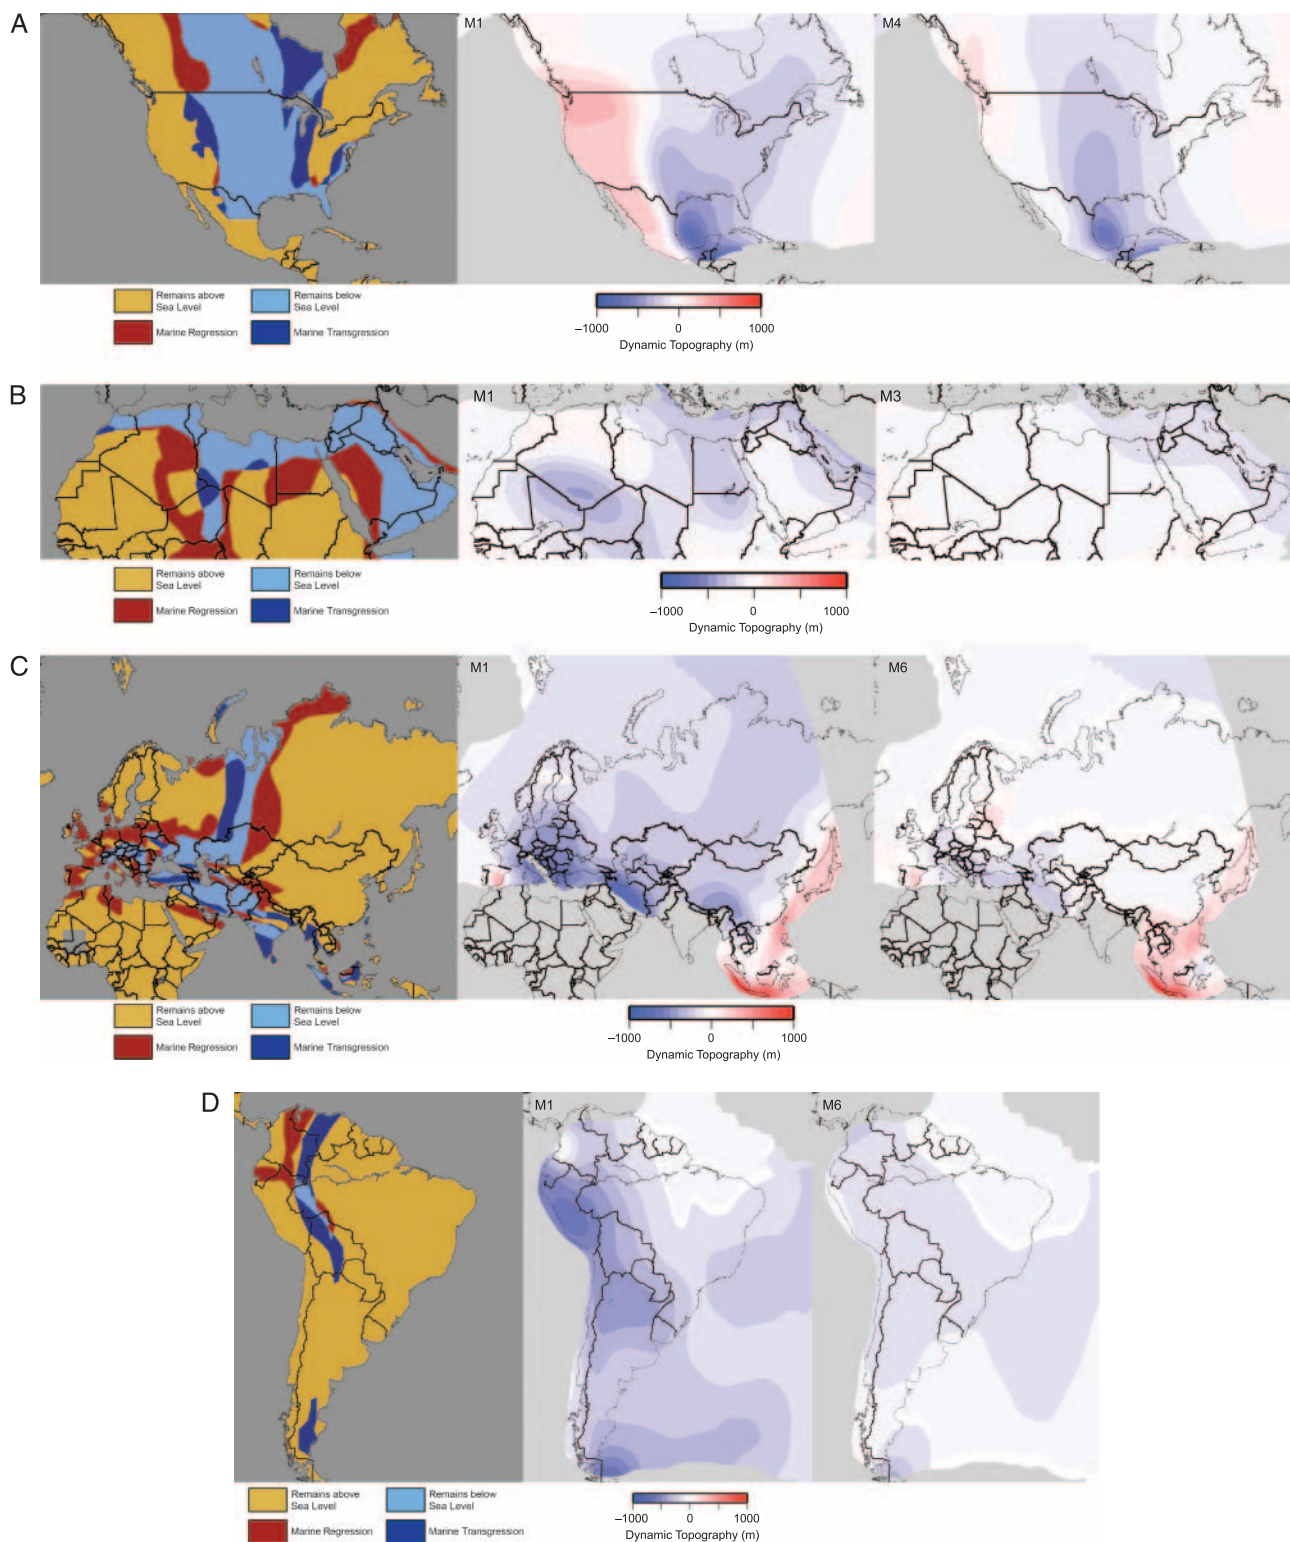 A
M1
M4
Remains above
Sea Level
Remains below
Sea Level
Marine Regression
Marine Transgression
−1000
0
1000
Dynamic Topography (m)
B
M1
M3
Remains above
Sea Level
Remains below
Sea Level
Marine Regression
Marine Transgression
−1000
0
1000
Dynamic Topography (m)
C
M1
M6
Remains above
Sea Level
Remains below
Sea Level
Marine Regression
Marine Transgression
−1000
0
1000
Dynamic Topography (m)
D
M1
M6
Remains above
Sea Level
Remains below
Sea Level
Marine Regression
Marine Transgression
−1000
0
1000
Dynamic Topography (m)